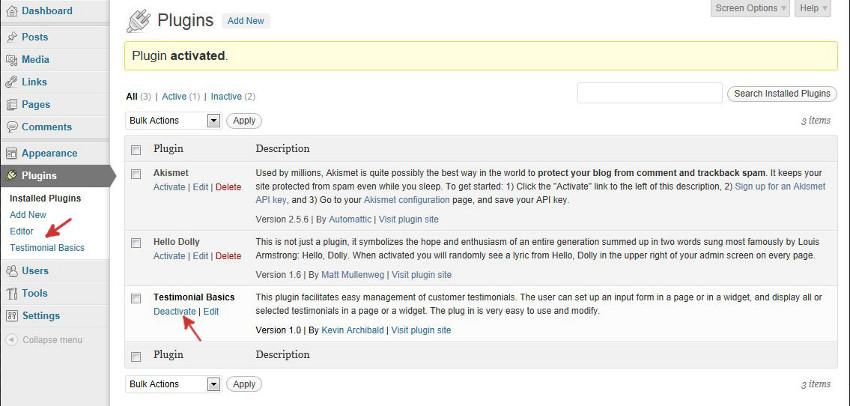 Dashboard
Posts
Media
Links
Pages
Comments
Appearance
Plugins
Installed Plugins
Add New
Editor
Testimonial Basics
Users
Tools
Settings
Collapse menu
Screen Options
Help
Plugins Add New
Plugin activated.
All (3) | Active (1) | Inactive (2)
Search Installed Plugins
Bulk Actions Apply
3 items
Plugin Description
Akismet
Activate | Edit | Delete
Used by millions, Akismet is quite possibly the best way in the world to protect your blog from comment and trackback spam. It keeps your
site protected from spam even while you sleep. To get started: 1) Click the "Activate" link to the left of this description, 2) Sign up for an Akismet
API key, and 3) Go to your Akismet configuration page, and save your API key.
Version 2.5.6 | By Automattic | Visit plugin site
Hello Dolly
Activate | Edit | Delete
This is not just a plugin, it symbolizes the hope and enthusiasm of an entire generation summed up in two words sung most famously by Louis
Armstrong: Hello, Dolly. When activated you will randomly see a lyric from Hello, Dolly in the upper right of your admin screen on every page.
Version 1.6 | By Matt Mullenweg | Visit plugin site
Testimonial Basics
Deactivate | Edit
This plugin facilitates easy management of customer testimonials. The user can set up an input form in a page or in a widget, and display all or
selected testimonials in a page or a widget. The plug in is very easy to use and modify.
Version 1.0 | By Kevin Archibald | Visit plugin site
Plugin Description
Bulk Actions Apply
3 items